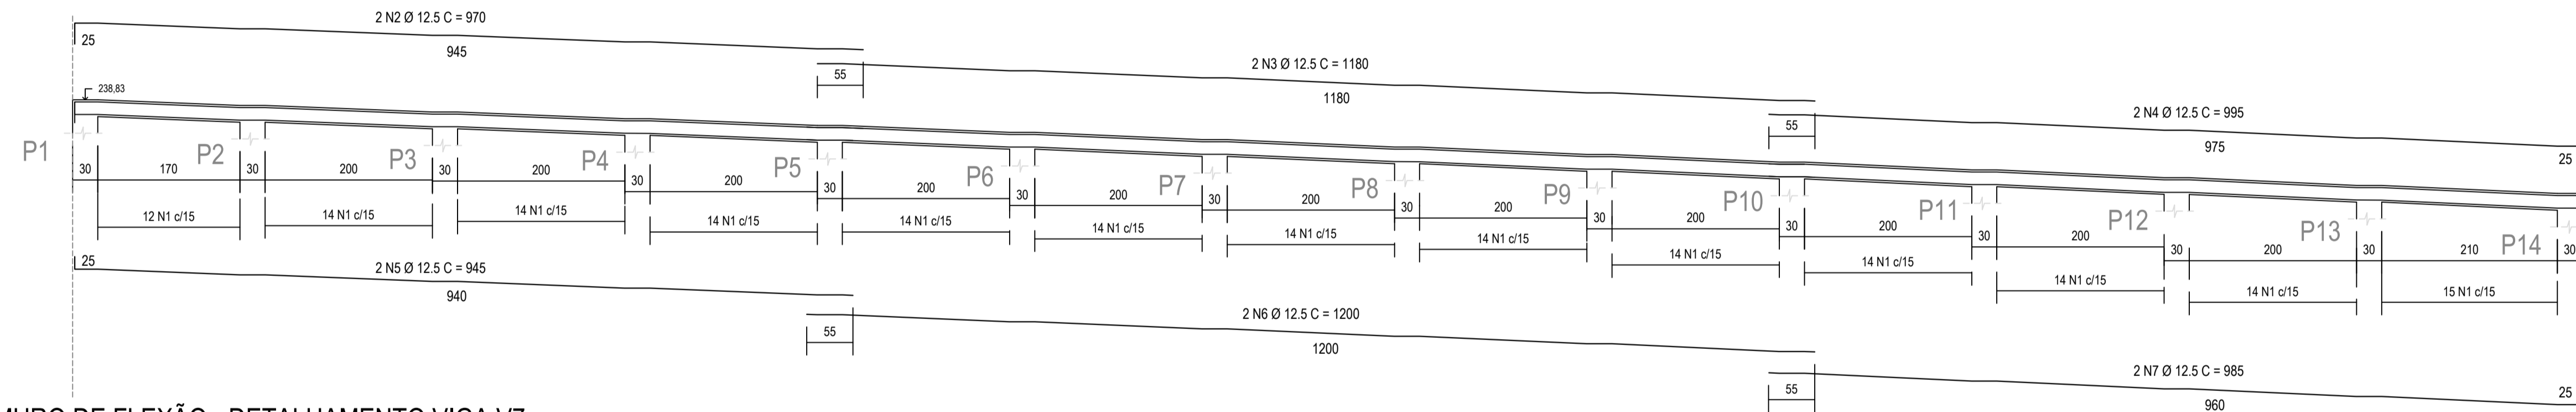 2 N2 Ø 12.5 C = 970
25
945
55
2 N3 Ø 12.5 C = 1180
1180
55
2 N4 Ø 12.5 C = 995
975
25
238,83
P1 P2 P3 P4 P5 P6 P7 P8 P9 P10 P11 P12 P13 P14
30 170 30 200 30 200 30 200 30 200 30 200 30 200 30 200 30 200 30 200 30 200 30 200 30 210 30
12 N1 c/15 14 N1 c/15 14 N1 c/15 14 N1 c/15 14 N1 c/15 14 N1 c/15 14 N1 c/15 14 N1 c/15 14 N1 c/15 14 N1 c/15 14 N1 c/15 14 N1 c/15 15 N1 c/15
25
2 N5 Ø 12.5 C = 945
940
55
2 N6 Ø 12.5 C = 1200
1200
55
2 N7 Ø 12.5 C = 985
960
25
MURO DE FLEXÃO - DETALHAMENTO VIGA